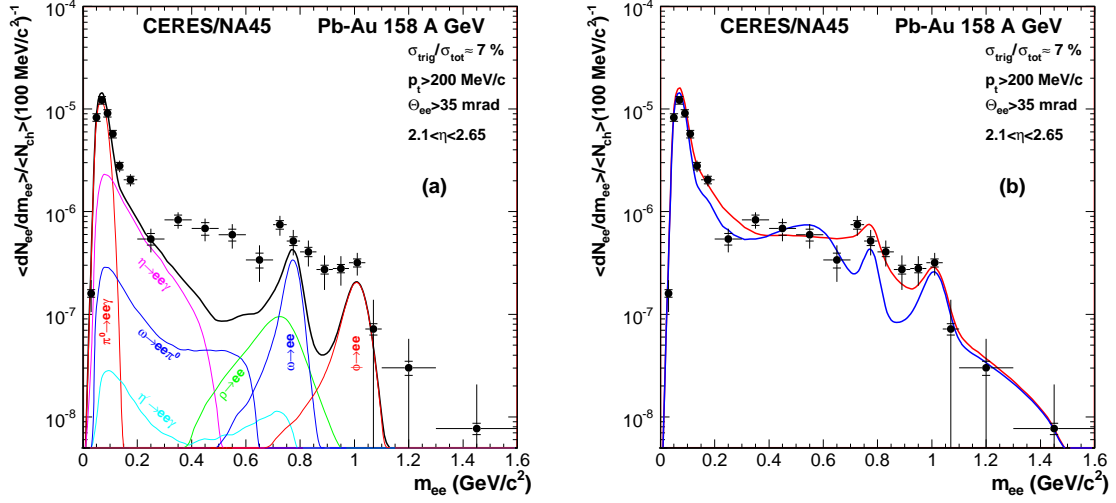 CERES/NA45 Pb-Au 158 A GeV
σtrig/σtot≈ 7 %
pt>200 MeV/c
Θee>35 mrad
2.1<η<2.65
(a)
<dNee/dmee>/<Nch>(100 MeV/c²)⁻¹
10⁻⁴
10⁻⁵
10⁻⁶
10⁻⁷
10⁻⁸
π⁰→eeγ
η→eeγ
ω→eeπ⁰
η →eeγ
ρ→ee
ω→ee
φ→ee
0 0.2 0.4 0.6 0.8 1 1.2 1.4 1.6
mee (GeV/c²)
CERES/NA45 Pb-Au 158 A GeV
σtrig/σtot≈ 7 %
pt>200 MeV/c
Θee>35 mrad
2.1<η<2.65
(b)
<dNee/dmee>/<Nch>(100 MeV/c²)⁻¹
10⁻⁴
10⁻⁵
10⁻⁶
10⁻⁷
10⁻⁸
0 0.2 0.4 0.6 0.8 1 1.2 1.4 1.6
mee (GeV/c²)